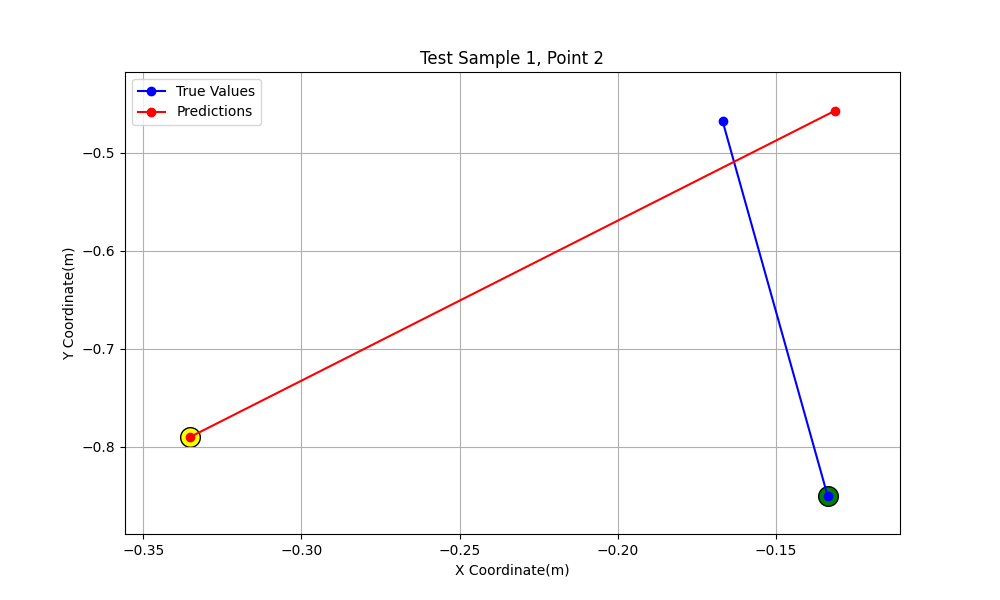 Test Sample 1, Point 2
True Values
Predictions
−0.5
−0.6
−0.7
−0.8
Y Coordinate(m)
−0.35
−0.30
−0.25
−0.20
−0.15
X Coordinate(m)